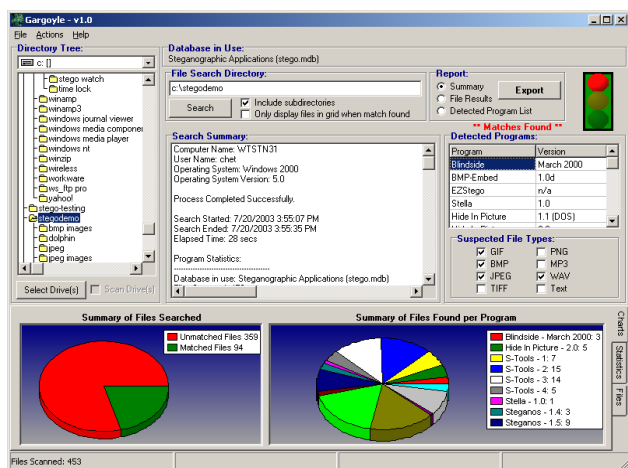 Gargoyle - v1.0
File Actions Help
Directory Tree:
c: []
stego watch
time lock
winamp
winamp3
windows journal viewer
windows media componen
windows media player
windows nt
winzip
wireless
workware
ws_ftp pro
yahoo!
stego-testing
stegodemo
bmp images
dolphin
jpeg
jpeg images
Select Drive(s)
Scan Drive(s)
Database in Use:
Steganographic Applications (stego.mdb)
File Search Directory:
c:\stegodemo
Search
Include subdirectories
Only display files in grid when match found
Report:
Summary
File Results
Detected Program List
Export
** Matches Found **
Search Summary:
Computer Name: WTSTN31
User Name: chet
Operating System: Windows 2000
Operating System Version: 5.0
Process Completed Successfully.
Search Started: 7/20/2003 3:55:07 PM
Search Ended: 7/20/2003 3:55:35 PM
Elapsed Time: 28 secs
Program Statistics:
------------------------------------
Database in use: Steganographic Applications (stego.mdb)
Detected Programs:
Program Version
Blindside March 2000
BMP-Embed 1.0d
EZStego n/a
Stella 1.0
Hide In Picture 1.1 (DOS)
Suspected File Types:
GIF PNG
BMP MP3
JPEG WAV
TIFF Text
Summary of Files Searched
Unmatched Files 359
Matched Files 94
Summary of Files Found per Program
Blindside - March 2000: 3
Hide In Picture - 2.0: 5
S-Tools - 1: 7
S-Tools - 2: 15
S-Tools - 3: 14
S-Tools - 4: 5
Stella - 1.0: 1
Steganos - 1.4: 3
Steganos - 1.5: 9
Charts
Statistics
Files
Files Scanned: 453